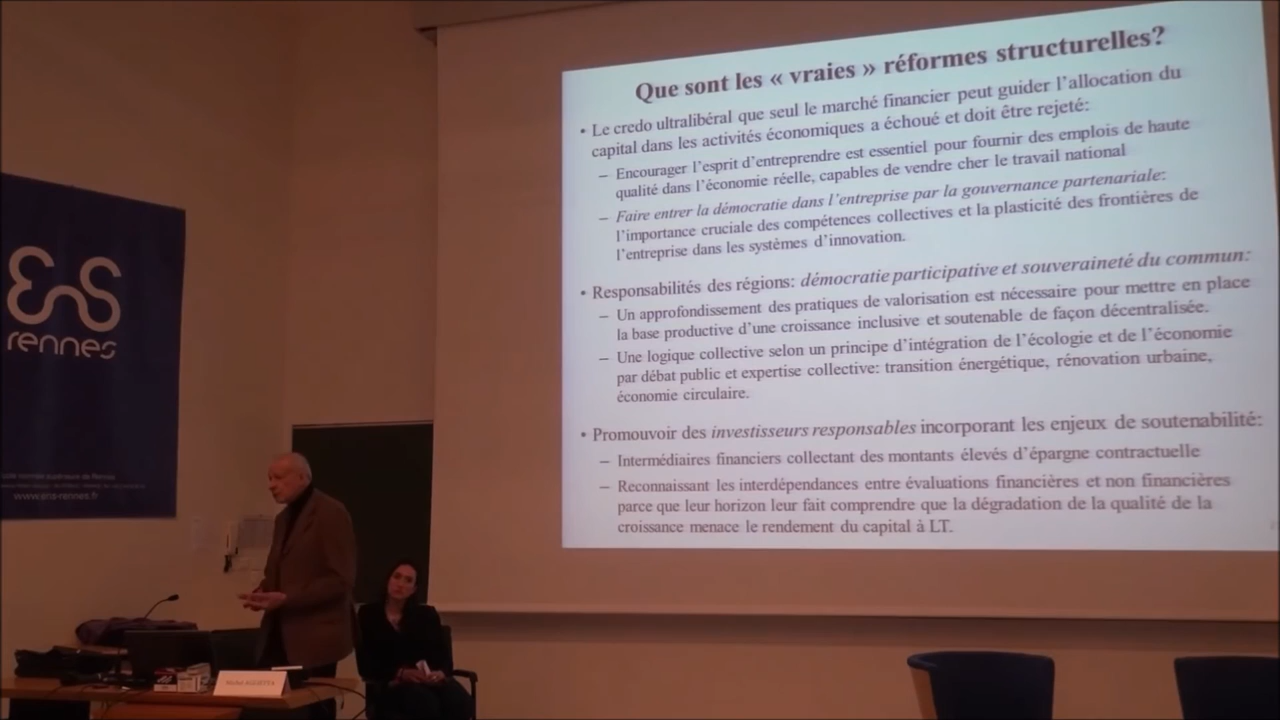 Que sont les « vraies » réformes structurelles?
• Le credo ultralibéral que seul le marché financier peut guider l'allocation du
capital dans les activités économiques a échoué et doit être rejeté:
– Encourager l'esprit d'entreprendre est essentiel pour fournir des emplois de haute
qualité dans l'économie réelle, capables de vendre cher le travail national
– Faire entrer la démocratie dans l'entreprise par la gouvernance partenariale:
l'importance cruciale des compétences collectives et la plasticité des frontières de
l'entreprise dans les systèmes d'innovation.
• Responsabilités des régions: démocratie participative et souveraineté du commun:
– Un approfondissement des pratiques de valorisation est nécessaire pour mettre en place
la base productive d'une croissance inclusive et soutenable de façon décentralisée.
– Une logique collective selon un principe d'intégration de l'écologie et de l'économie
par débat public et expertise collective: transition énergétique, rénovation urbaine,
économie circulaire.
• Promouvoir des investisseurs responsables incorporant les enjeux de soutenabilité:
– Intermédiaires financiers collectant des montants élevés d'épargne contractuelle
– Reconnaissant les interdépendances entre évaluations financières et non financières
parce que leur horizon leur fait comprendre que la dégradation de la qualité de la
croissance menace le rendement du capital à LT.
ENS
rennes
école normale supérieure de Rennes
www.ens-rennes.fr
Michel AGLIETTA